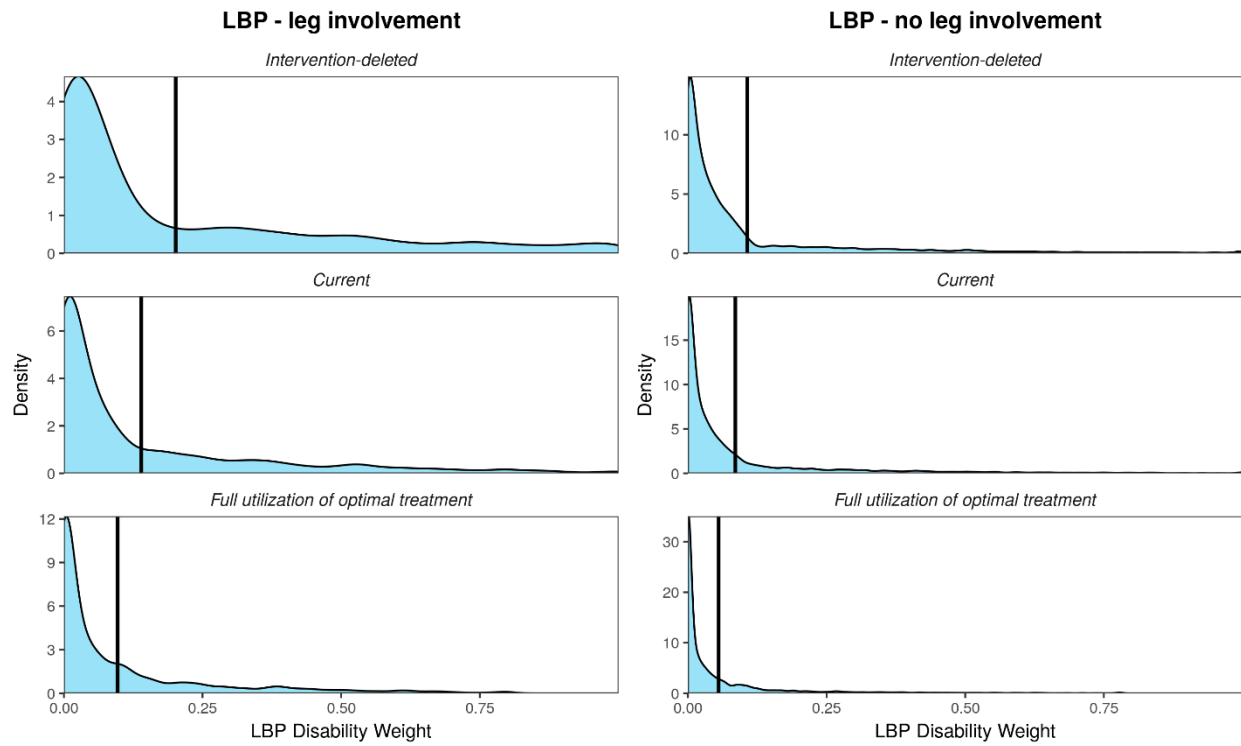 LBP - leg involvement
Intervention-deleted
4
3
2
1
0
Current
6
4
2
0
Density
Full utilization of optimal treatment
12
9
6
3
0
0.00
0.25
0.50
0.75
LBP Disability Weight
LBP - no leg involvement
Intervention-deleted
10
5
0
Current
15
10
5
0
Density
Full utilization of optimal treatment
30
20
10
0
0.00
0.25
0.50
0.75
LBP Disability Weight